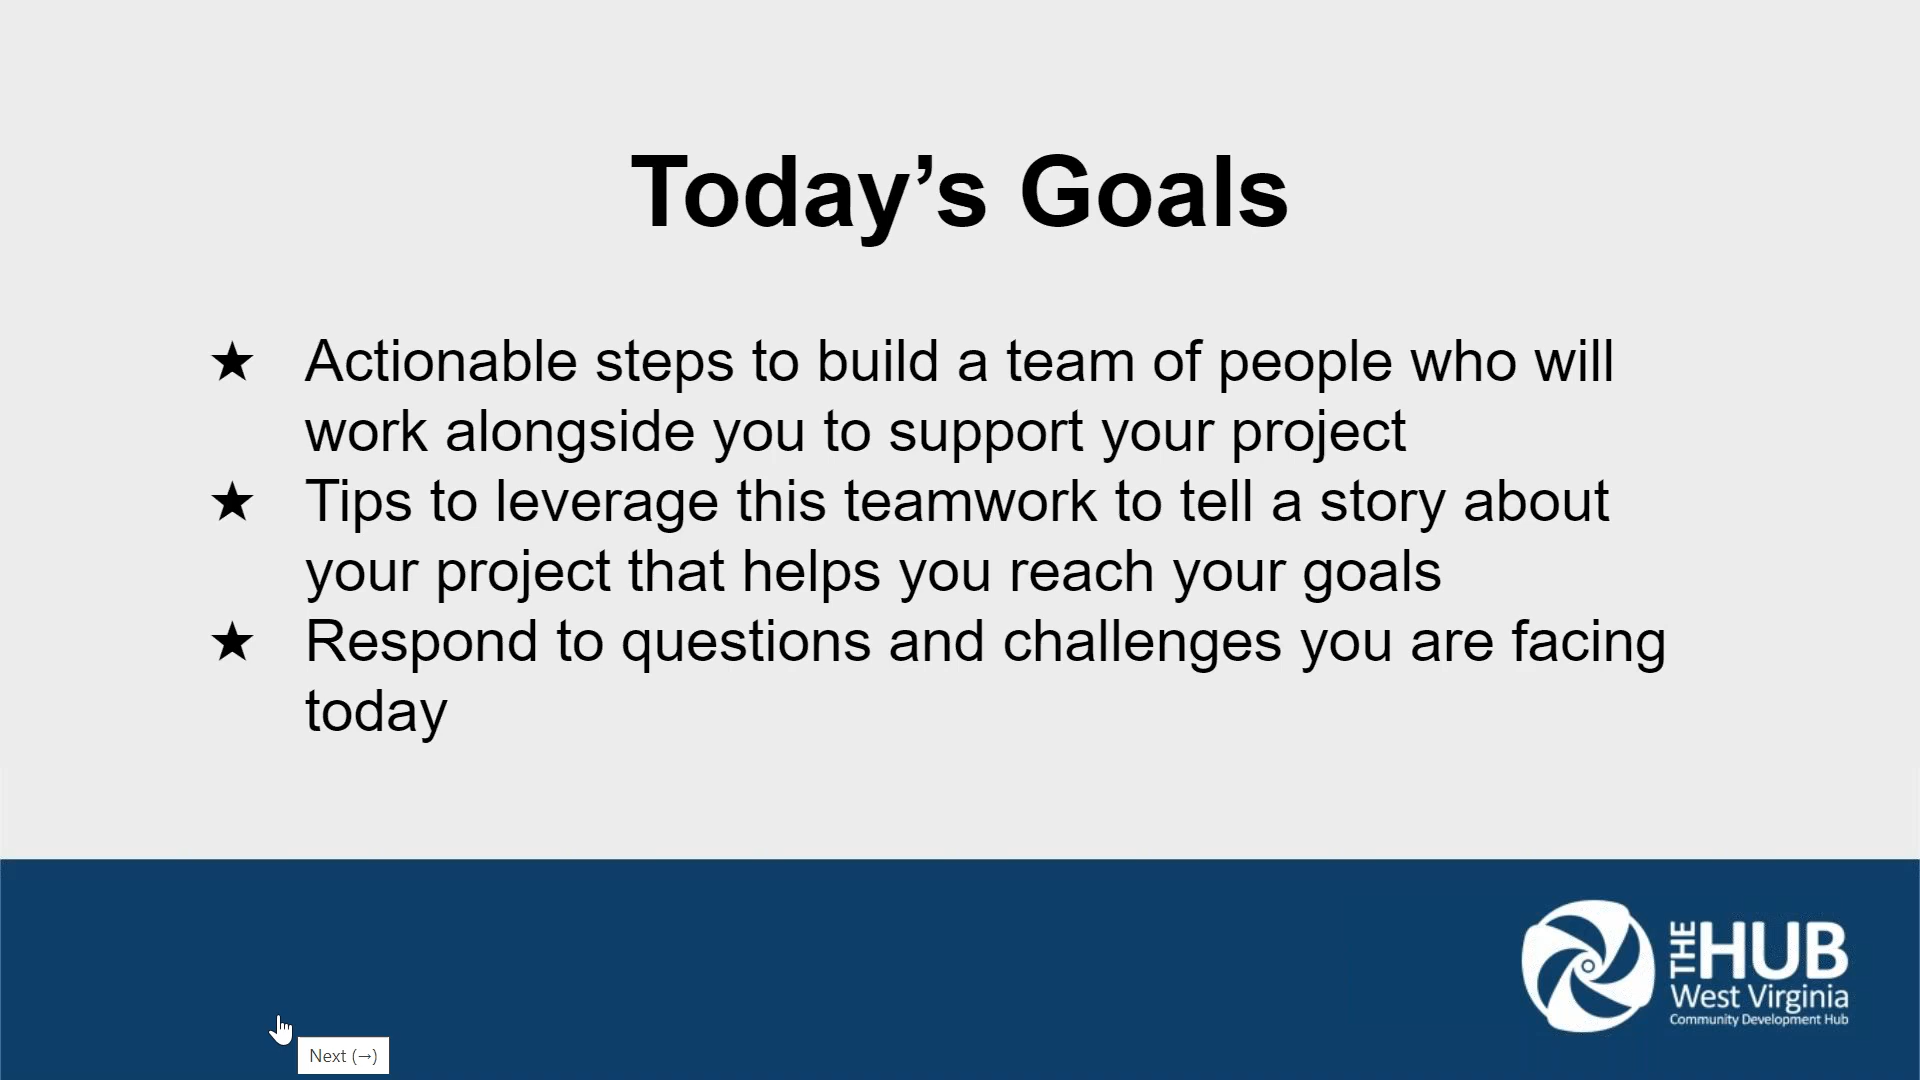 Today’s Goals
★ Actionable steps to build a team of people who will
work alongside you to support your project
★ Tips to leverage this teamwork to tell a story about
your project that helps you reach your goals
★ Respond to questions and challenges you are facing
today
THE HUB
West Virginia
Community Development Hub
Next (→)